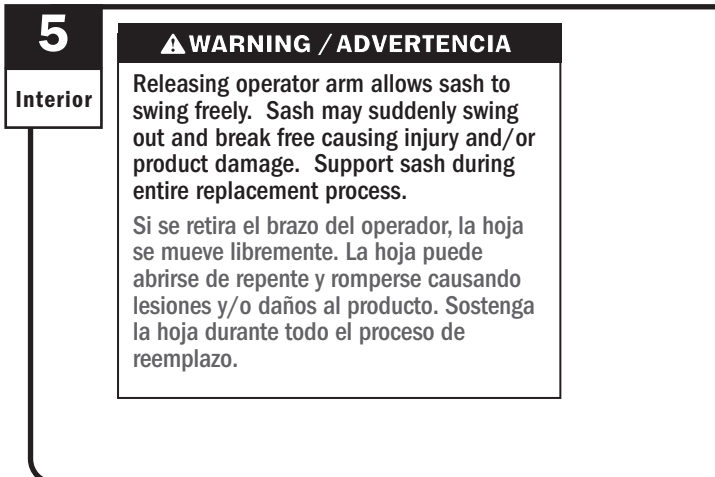 5
Interior
WARNING / ADVERTENCIA
Releasing operator arm allows sash to
swing freely.  Sash may suddenly swing
out and break free causing injury and/or
product damage.  Support sash during
entire replacement process.
Si se retira el brazo del operador, la hoja
se mueve libremente. La hoja puede
abrirse de repente y romperse causando
lesiones y/o daños al producto. Sostenga
la hoja durante todo el proceso de
reemplazo.